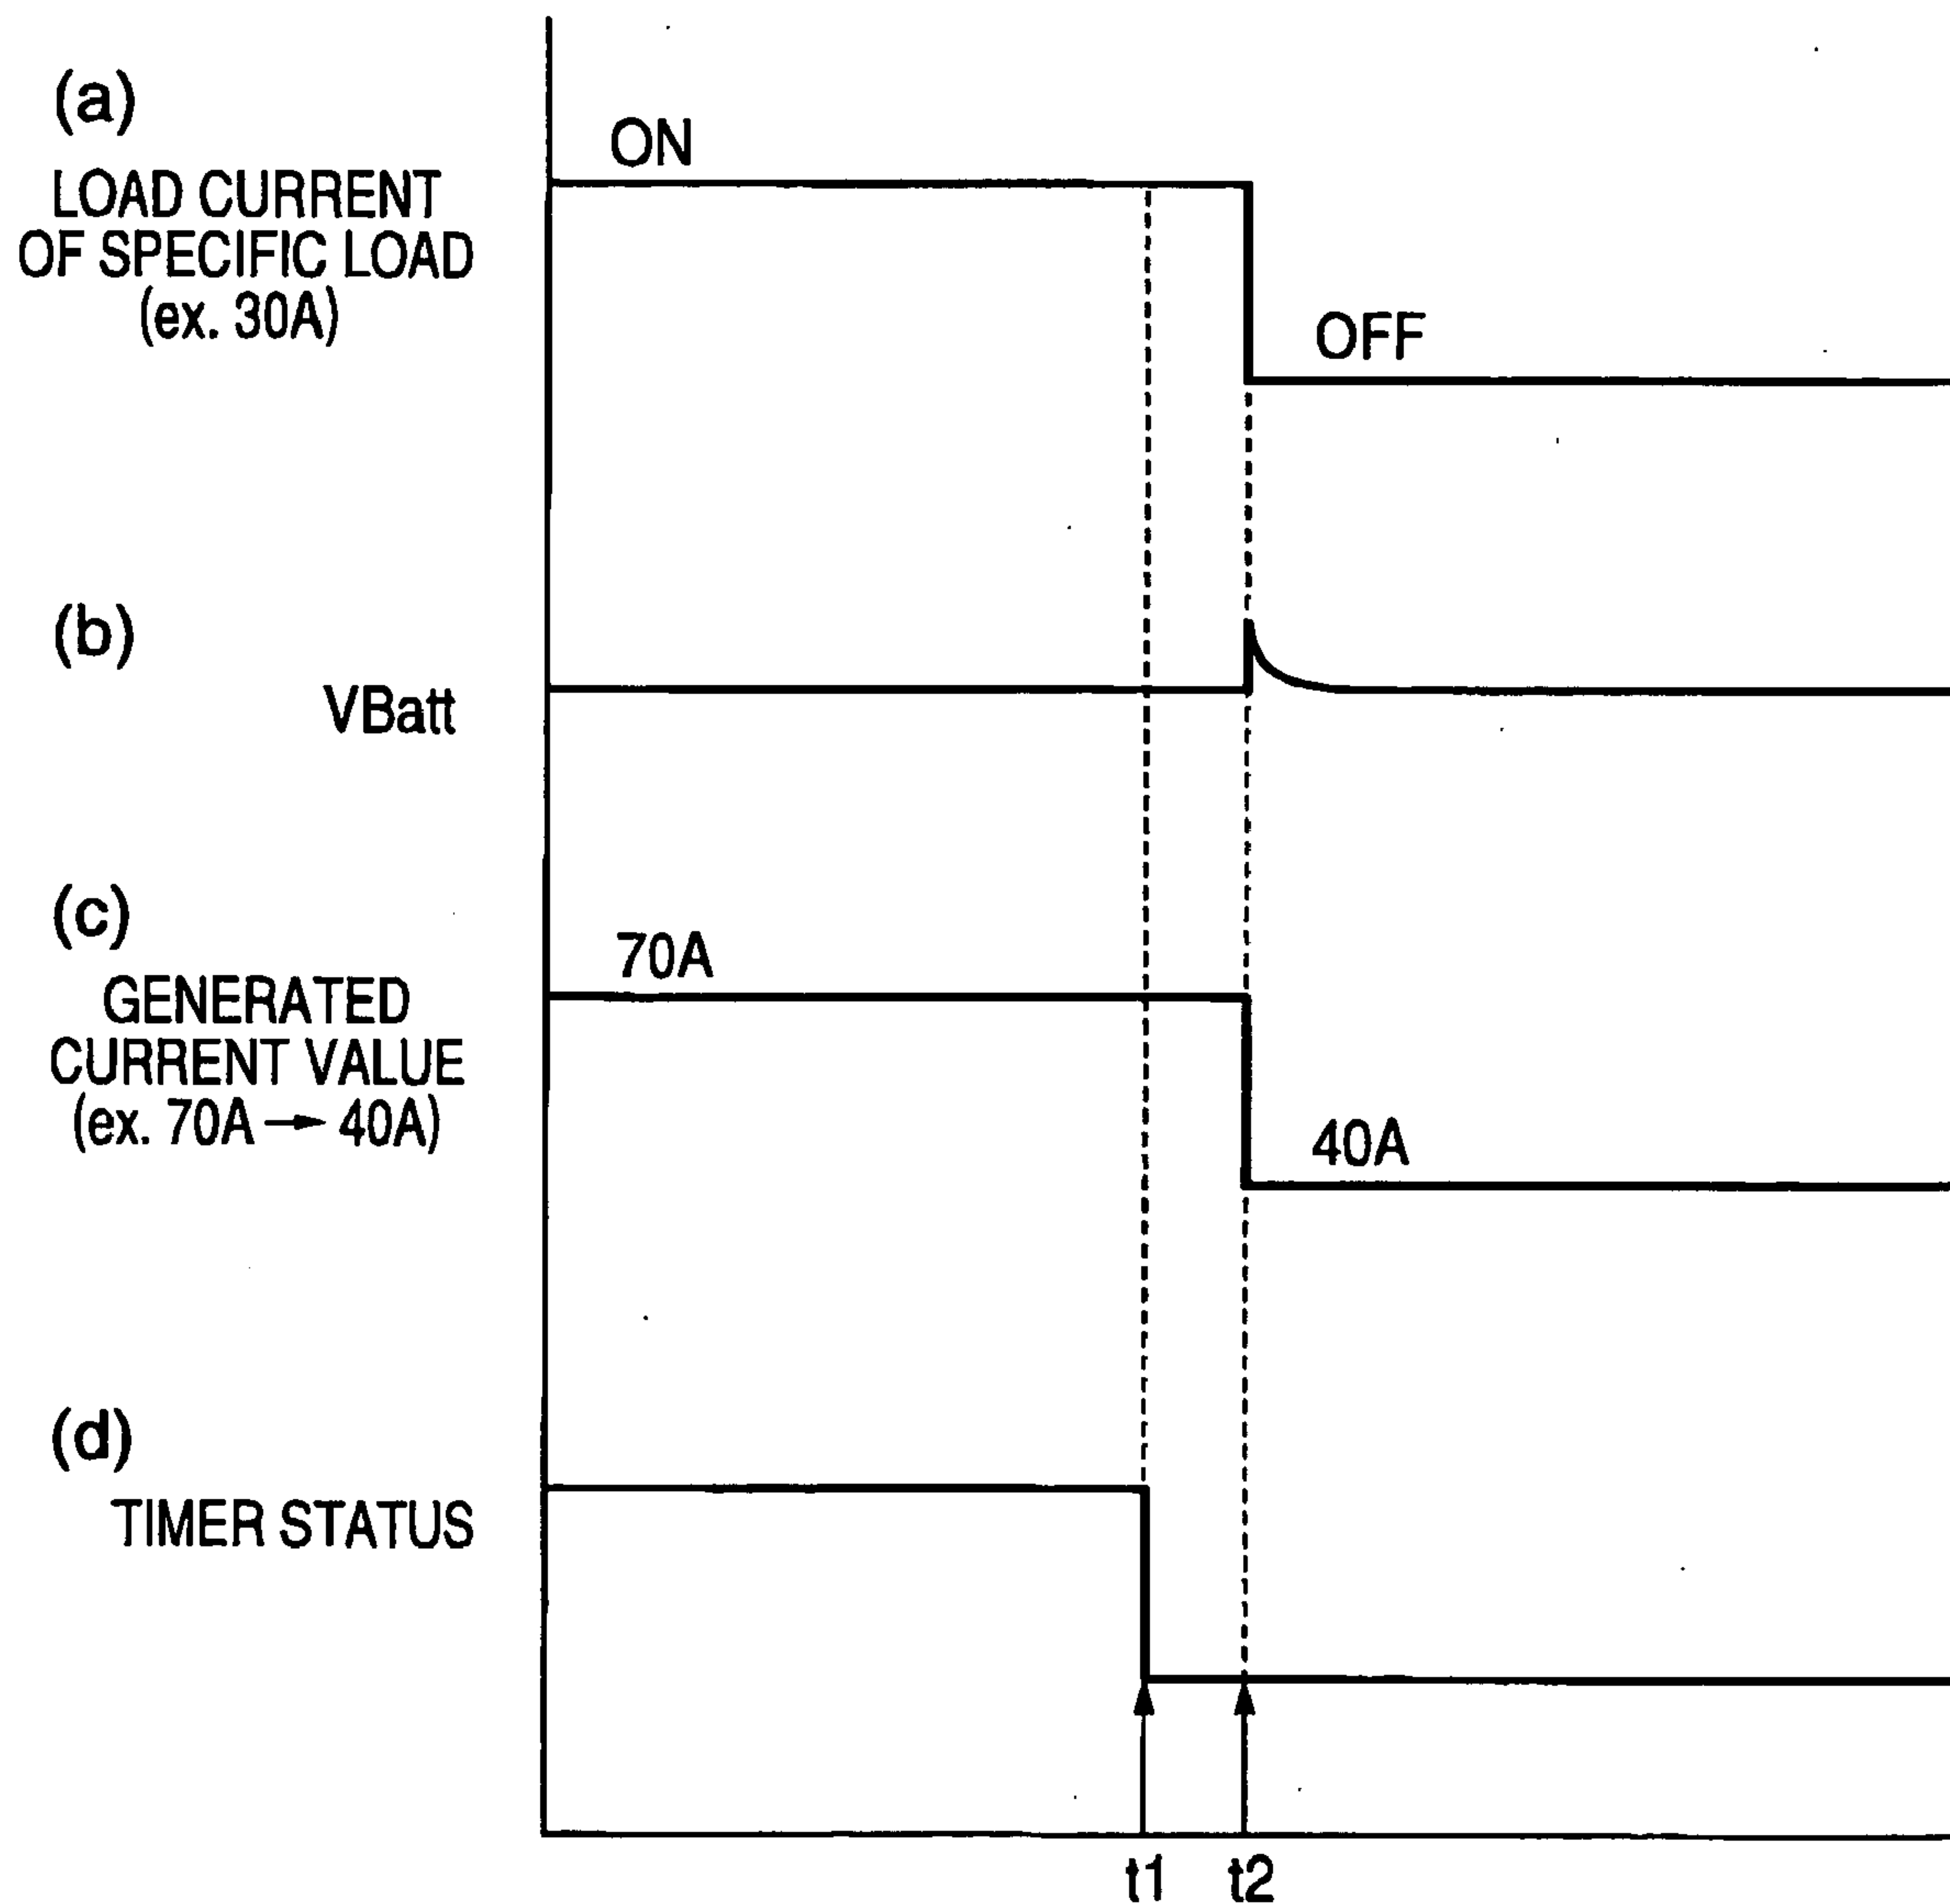 (a)
ON
LOAD CURRENT
OF SPECIFIC LOAD
(ex. 30A)
OFF
(b)
VBatt
(c)
70A
GENERATED
CURRENT VALUE
(ex. 70A → 40A)
40A
(d)
TIMER STATUS
t1 t2